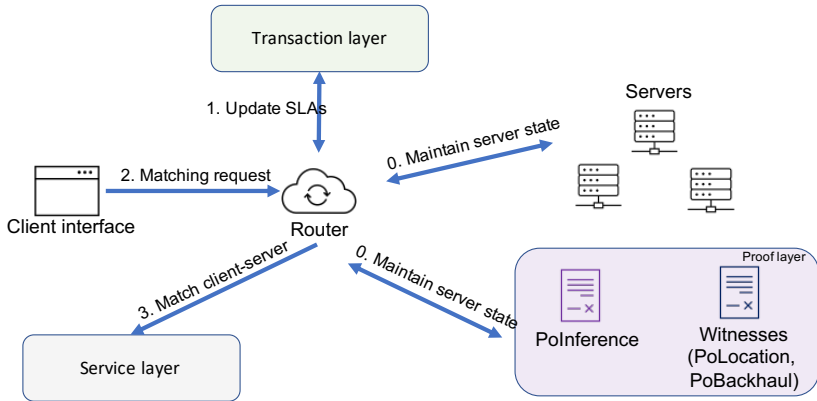 Transaction layer
1. Update SLAs
Servers
0. Maintain server state
2. Matching request
Client interface
Router
3. Match client-server
0. Maintain server state
Proof layer
PoInference
Witnesses
(PoLocation,
PoBackhaul)
Service layer